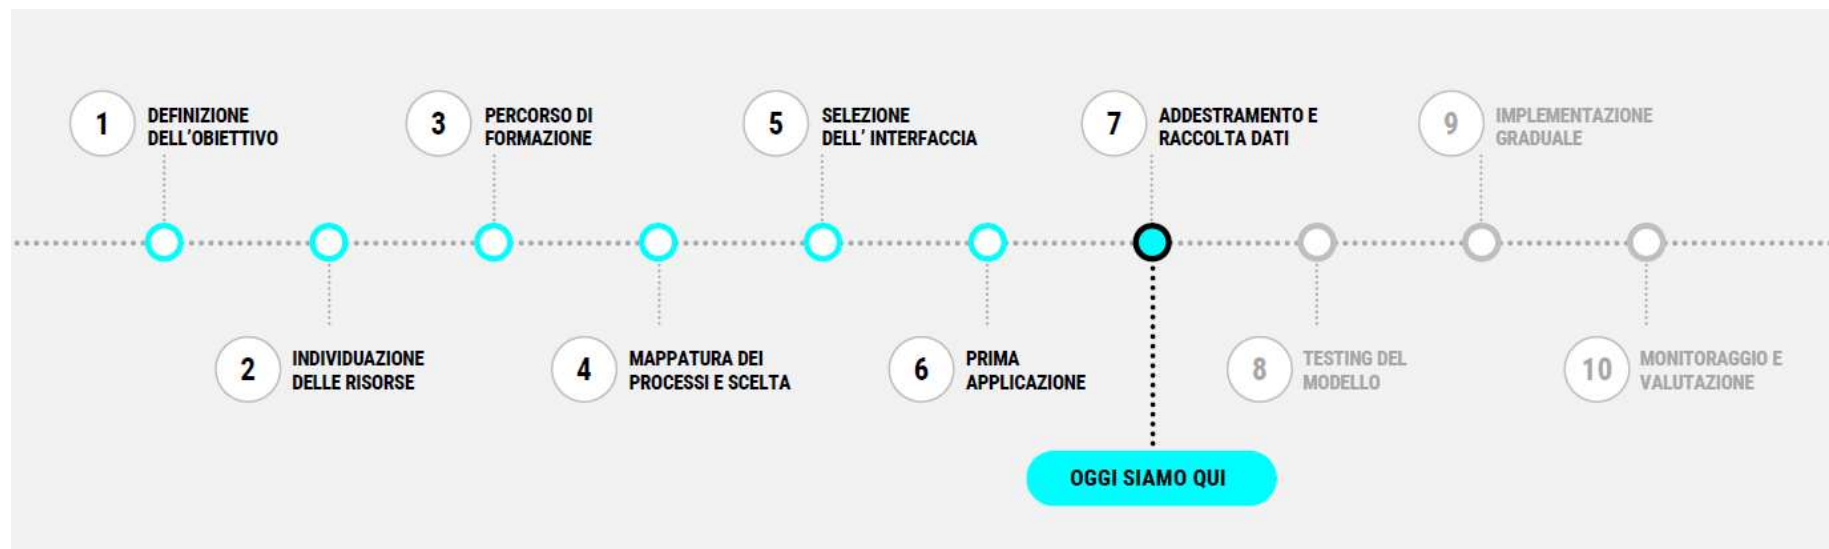 1
DEFINIZIONE
DELL'OBIETTIVO
2
INDIVIDUAZIONE
DELLE RISORSE
3
PERCORSO DI
FORMAZIONE
4
MAPPATURA DEI
PROCESSI E SCELTA
5
SELEZIONE
DELL' INTERFACCIA
6
PRIMA
APPLICAZIONE
7
ADDESTRAMENTO E
RACCOLTA DATI
OGGI SIAMO QUI
8
TESTING DEL
MODELLO
9
IMPLEMENTAZIONE
GRADUALE
10
MONITORAGGIO E
VALUTAZIONE